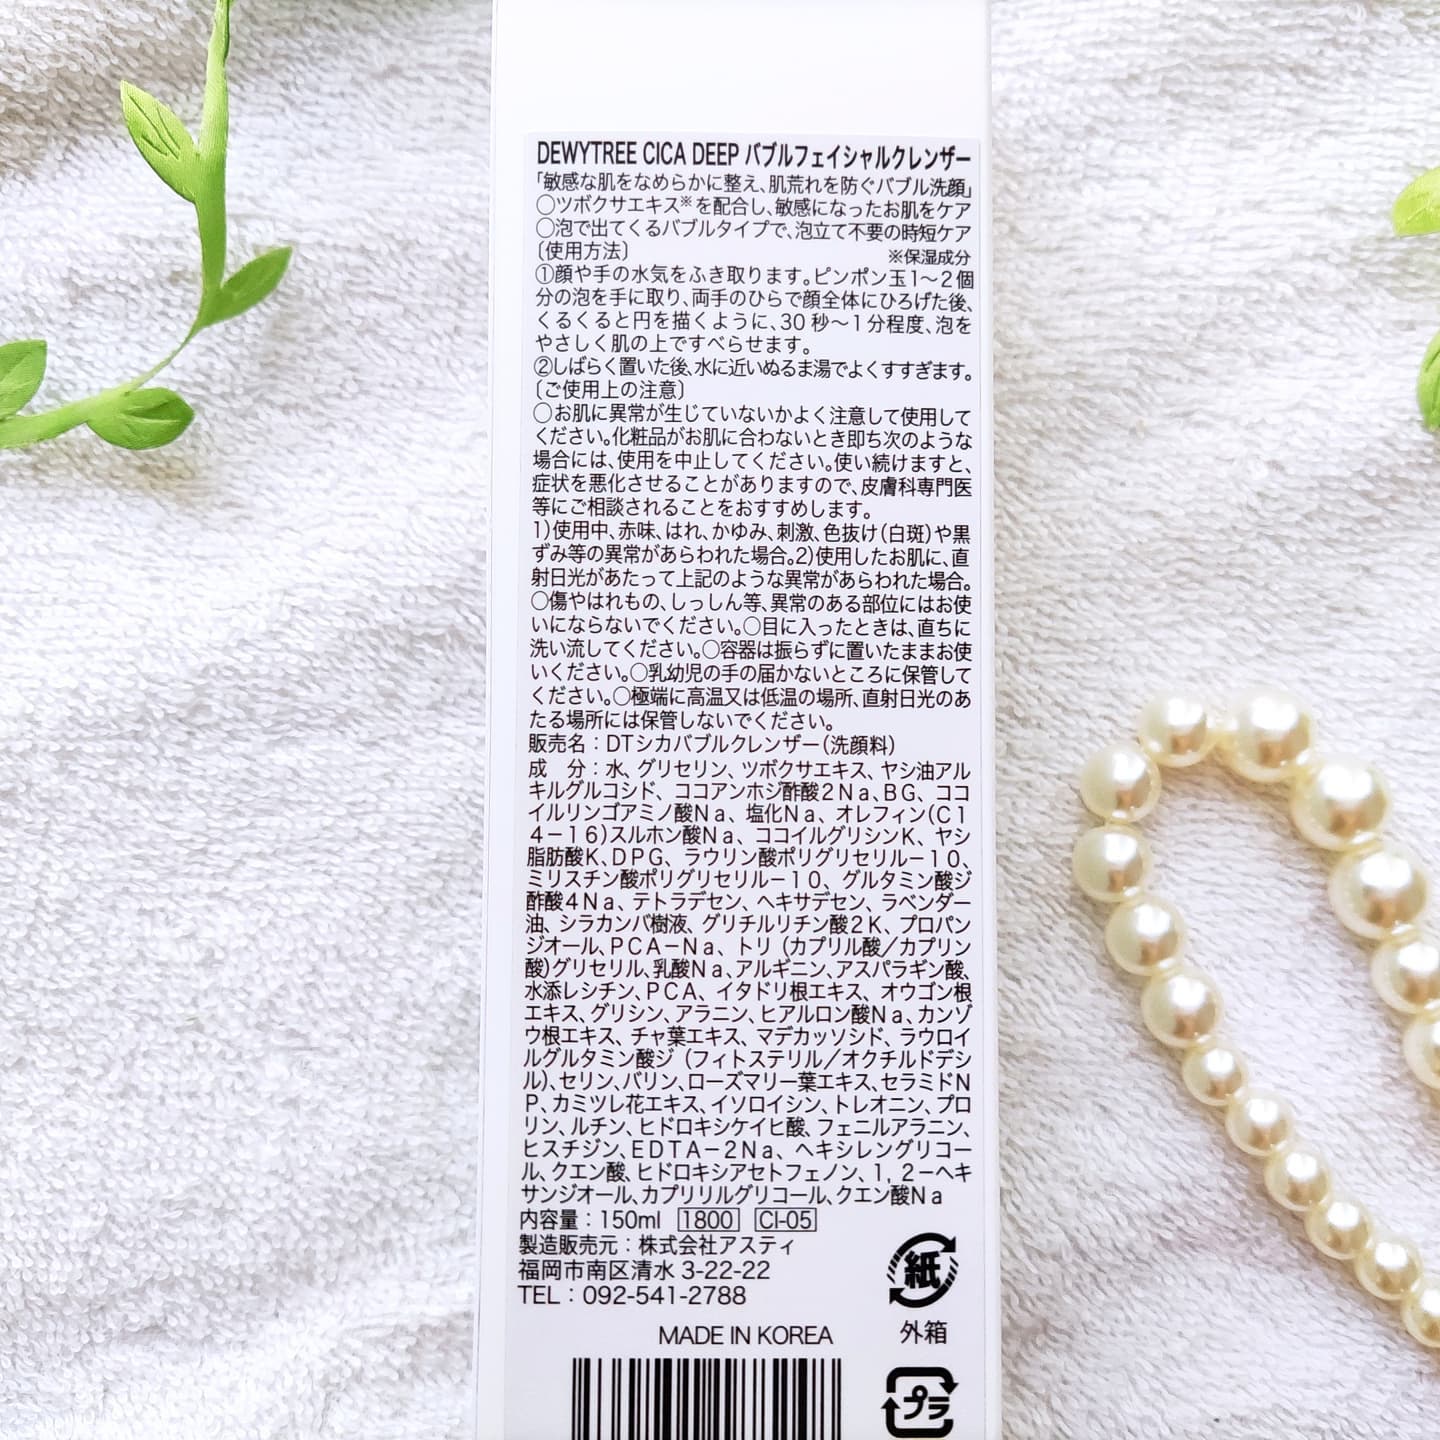 DEWYTREE CICA DEEP バブルフェイシャルクレンザー
「敏感な肌をなめらかに整え、肌荒れを防ぐバブル洗顔」
○ツボクサエキス※を配合し、敏感になったお肌をケア
○泡で出てくるバブルタイプで、泡立て不要の時短ケア
〔使用方法〕 ※保湿成分
①顔や手の水気をふき取ります。ピンポン玉1〜2個
分の泡を手に取り、両手のひらで顔全体にひろげた後、
くるくると円を描くように、30秒〜1分程度、泡を
やさしく肌の上ですべらせます。
②しばらく置いた後、水に近いぬるま湯でよくすすぎます。
〔ご使用上の注意〕
○お肌に異常が生じていないかよく注意して使用して
ください。化粧品がお肌に合わないとき即ち次のような
場合には、使用を中止してください。使い続けますと、
症状を悪化させることがありますので、皮膚科専門医
等にご相談されることをおすすめします。
1)使用中、赤味、はれ、かゆみ、刺激、色抜け(白斑)や黒
ずみ等の異常があらわれた場合。2)使用したお肌に、直
射日光があたって上記のような異常があらわれた場合。
○傷やはれもの、しっしん等、異常のある部位にはお使
いにならないでください。○目に入ったときは、直ちに
洗い流してください。○容器は振らずに置いたままお使
いください。○乳幼児の手の届かないところに保管して
ください。○極端に高温又は低温の場所、直射日光のあ
たる場所には保管しないでください。
販売名：DTシカバブルクレンザー(洗顔料)
成　分：水、グリセリン、ツボクサエキス、ヤシ油アル
キルグルコシド、ココアンホジ酢酸2Na、BG、ココ
イルリンゴアミノ酸Na、塩化Na、オレフィン(C1
4－16)スルホン酸Na、ココイルグリシンK、ヤシ
脂肪酸K、DPG、ラウリン酸ポリグリセリル－10、
ミリスチン酸ポリグリセリル－10、グルタミン酸ジ
酢酸4Na、テトラデセン、ヘキサデセン、ラベンダー
油、シラカンバ樹液、グリチルリチン酸2K、プロパン
ジオール、PCA－Na、トリ(カプリル酸／カプリン
酸)グリセリル、乳酸Na、アルギニン、アスパラギン酸、
水添レシチン、PCA、イタドリ根エキス、オウゴン根
エキス、グリシン、アラニン、ヒアルロン酸Na、カンゾ
ウ根エキス、チャ葉エキス、マデカッソシド、ラウロイ
ルグルタミン酸ジ(フィトステリル／オクチルドデシ
ル)、セリン、バリン、ローズマリー葉エキス、セラミドN
P、カミツレ花エキス、イソロイシン、トレオニン、プロ
リン、ルチン、ヒドロキシケイヒ酸、フェニルアラニン、
ヒスチジン、EDTA－2Na、ヘキシレングリコー
ル、クエン酸、ヒドロキシアセトフェノン、1,2－ヘキ
サンジオール、カプリリルグリコール、クエン酸Na
内容量：150ml 1800 CI-05
製造販売元：株式会社アスティ
福岡市南区清水 3-22-22
TEL：092-541-2788
紙
外箱
MADE IN KOREA
プラ